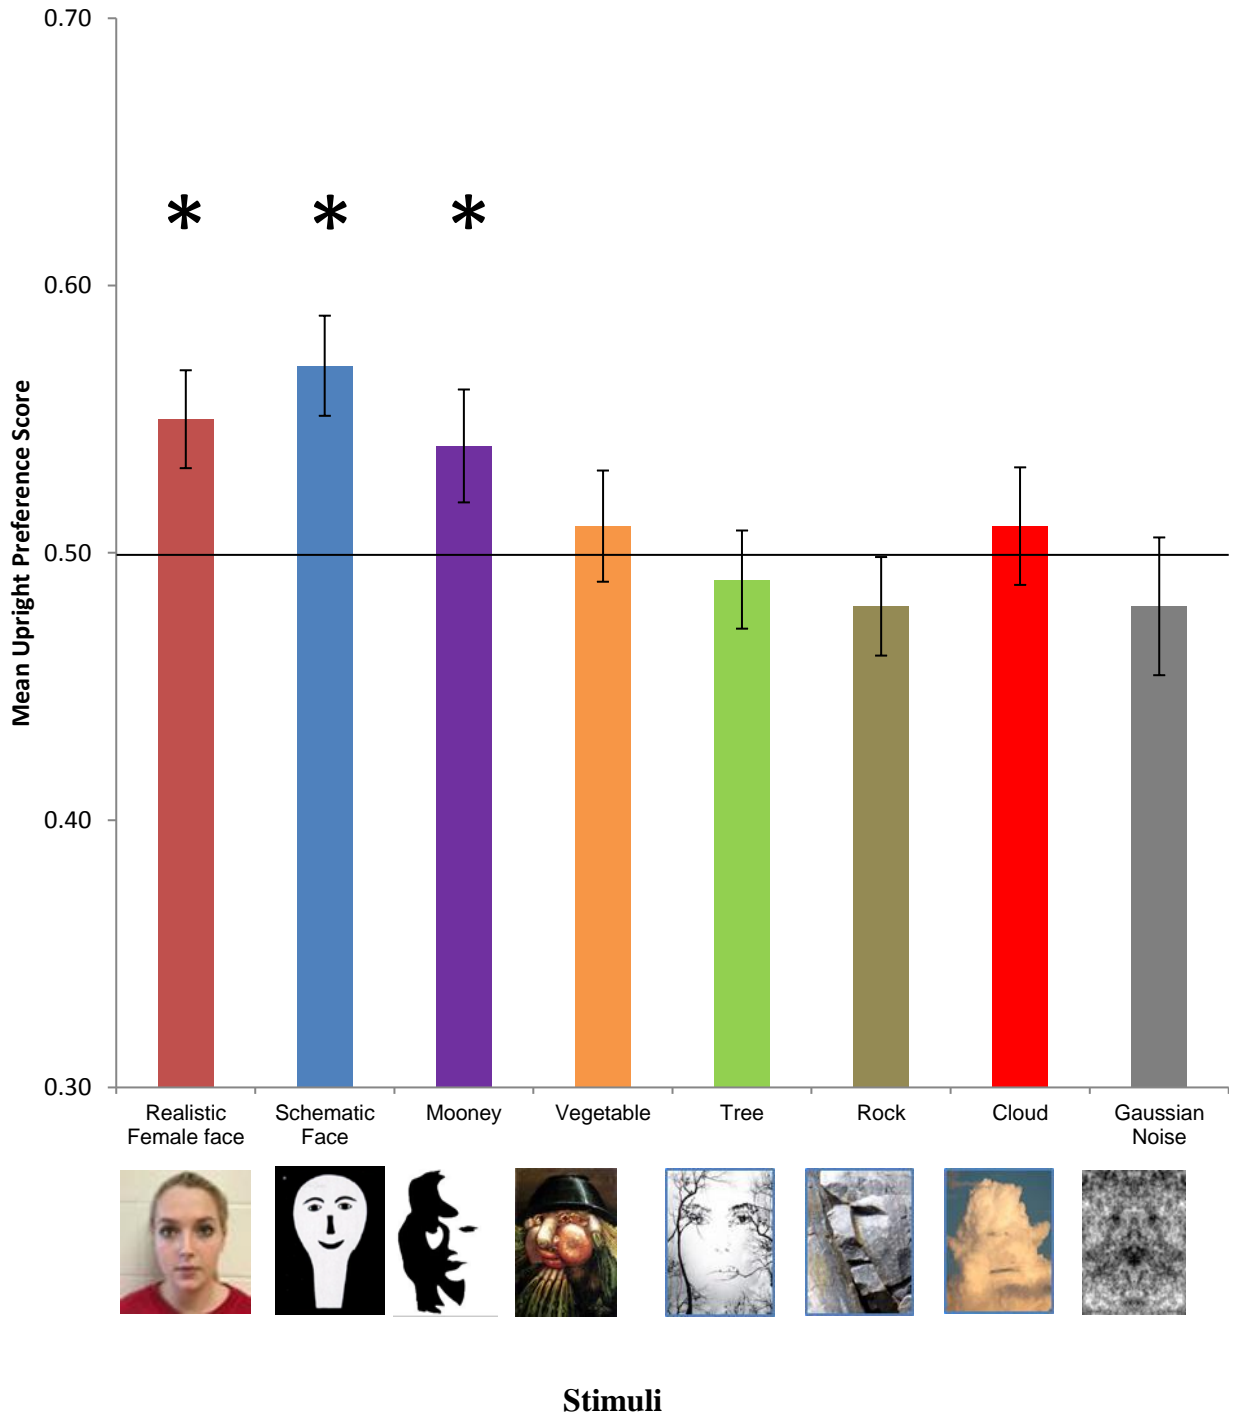 0.70
* * *
0.60
0.50
0.40
0.30
Mean Upright Preference Score
Realistic
Female face
Schematic
Face
Mooney
Vegetable
Tree
Rock
Cloud
Gaussian
Noise
Stimuli